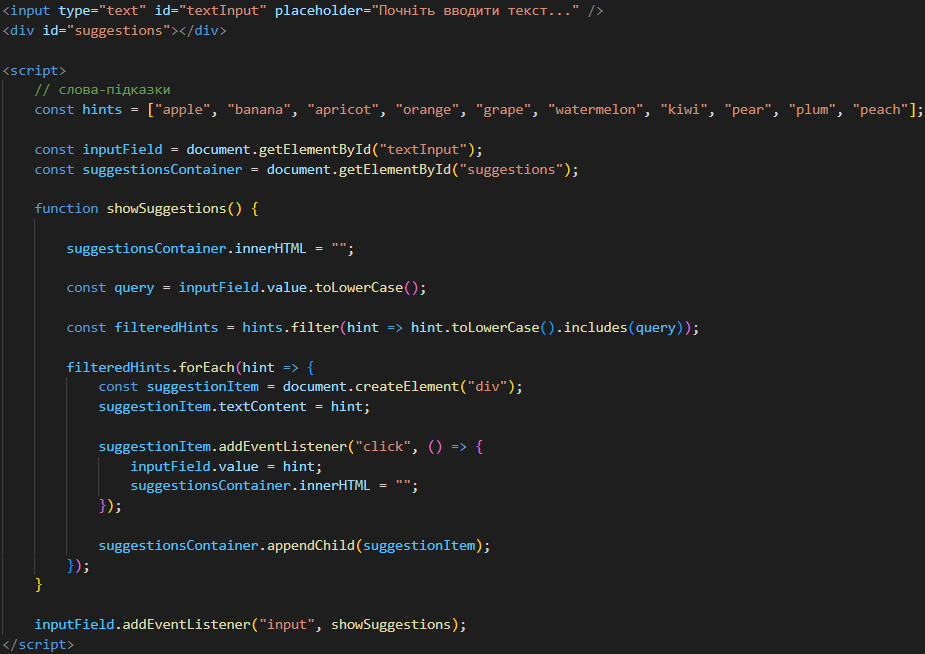 <input type="text" id="textInput" placeholder="Почніть вводити текст..." />
<div id="suggestions"></div>
<script>
// слова-підказки
const hints = ["apple", "banana", "apricot", "orange", "grape", "watermelon", "kiwi", "pear", "plum", "peach"];
const inputField = document.getElementById("textInput");
const suggestionsContainer = document.getElementById("suggestions");
function showSuggestions() {
suggestionsContainer.innerHTML = "";
const query = inputField.value.toLowerCase();
const filteredHints = hints.filter(hint => hint.toLowerCase().includes(query));
filteredHints.forEach(hint => {
const suggestionItem = document.createElement("div");
suggestionItem.textContent = hint;
suggestionItem.addEventListener("click", () => {
inputField.value = hint;
suggestionsContainer.innerHTML = "";
});
suggestionsContainer.appendChild(suggestionItem);
});
}
inputField.addEventListener("input", showSuggestions);
</script>